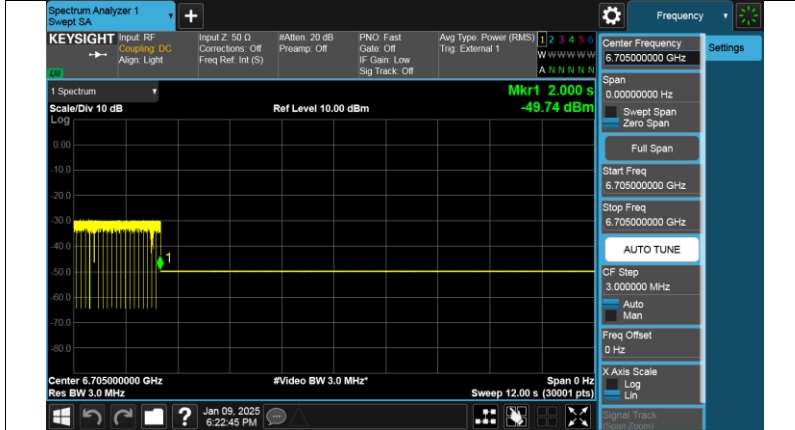 Spectrum Analyzer 1
Swept SA
Frequency
KEYSIGHT
Input: RF
Coupling: DC
Align: Light
Input Z: 50 Ω
Corrections: Off
Freq Ref: Int (S)
#Atten: 20 dB
Preamp: Off
PNO: Fast
Gate: Off
IF Gain: Low
Sig Track: Off
Avg Type: Power (RMS)
Trig: External 1
1 2 3 4 5 6
W W W W W W
A N N N N N
LXI
1 Spectrum
Scale/Div 10 dB
Log
Ref Level 10.00 dBm
Mkr1 2.000 s
-49.74 dBm
0.00
-10.0
-20.0
-30.0
-40.0
-50.0
-60.0
-70.0
-80.0
1
Center 6.705000000 GHz
Res BW 3.0 MHz
#Video BW 3.0 MHz*
Span 0 Hz
Sweep 12.00 s (30001 pts)
?
Jan 09, 2025
6:22:45 PM
Center Frequency
6.705000000 GHz
Span
0.00000000 Hz
Swept Span
Zero Span
Full Span
Start Freq
6.705000000 GHz
Stop Freq
6.705000000 GHz
AUTO TUNE
CF Step
3.000000 MHz
Auto
Man
Freq Offset
0 Hz
X Axis Scale
Log
Lin
Signal Track
(Span Zoom)
Settings